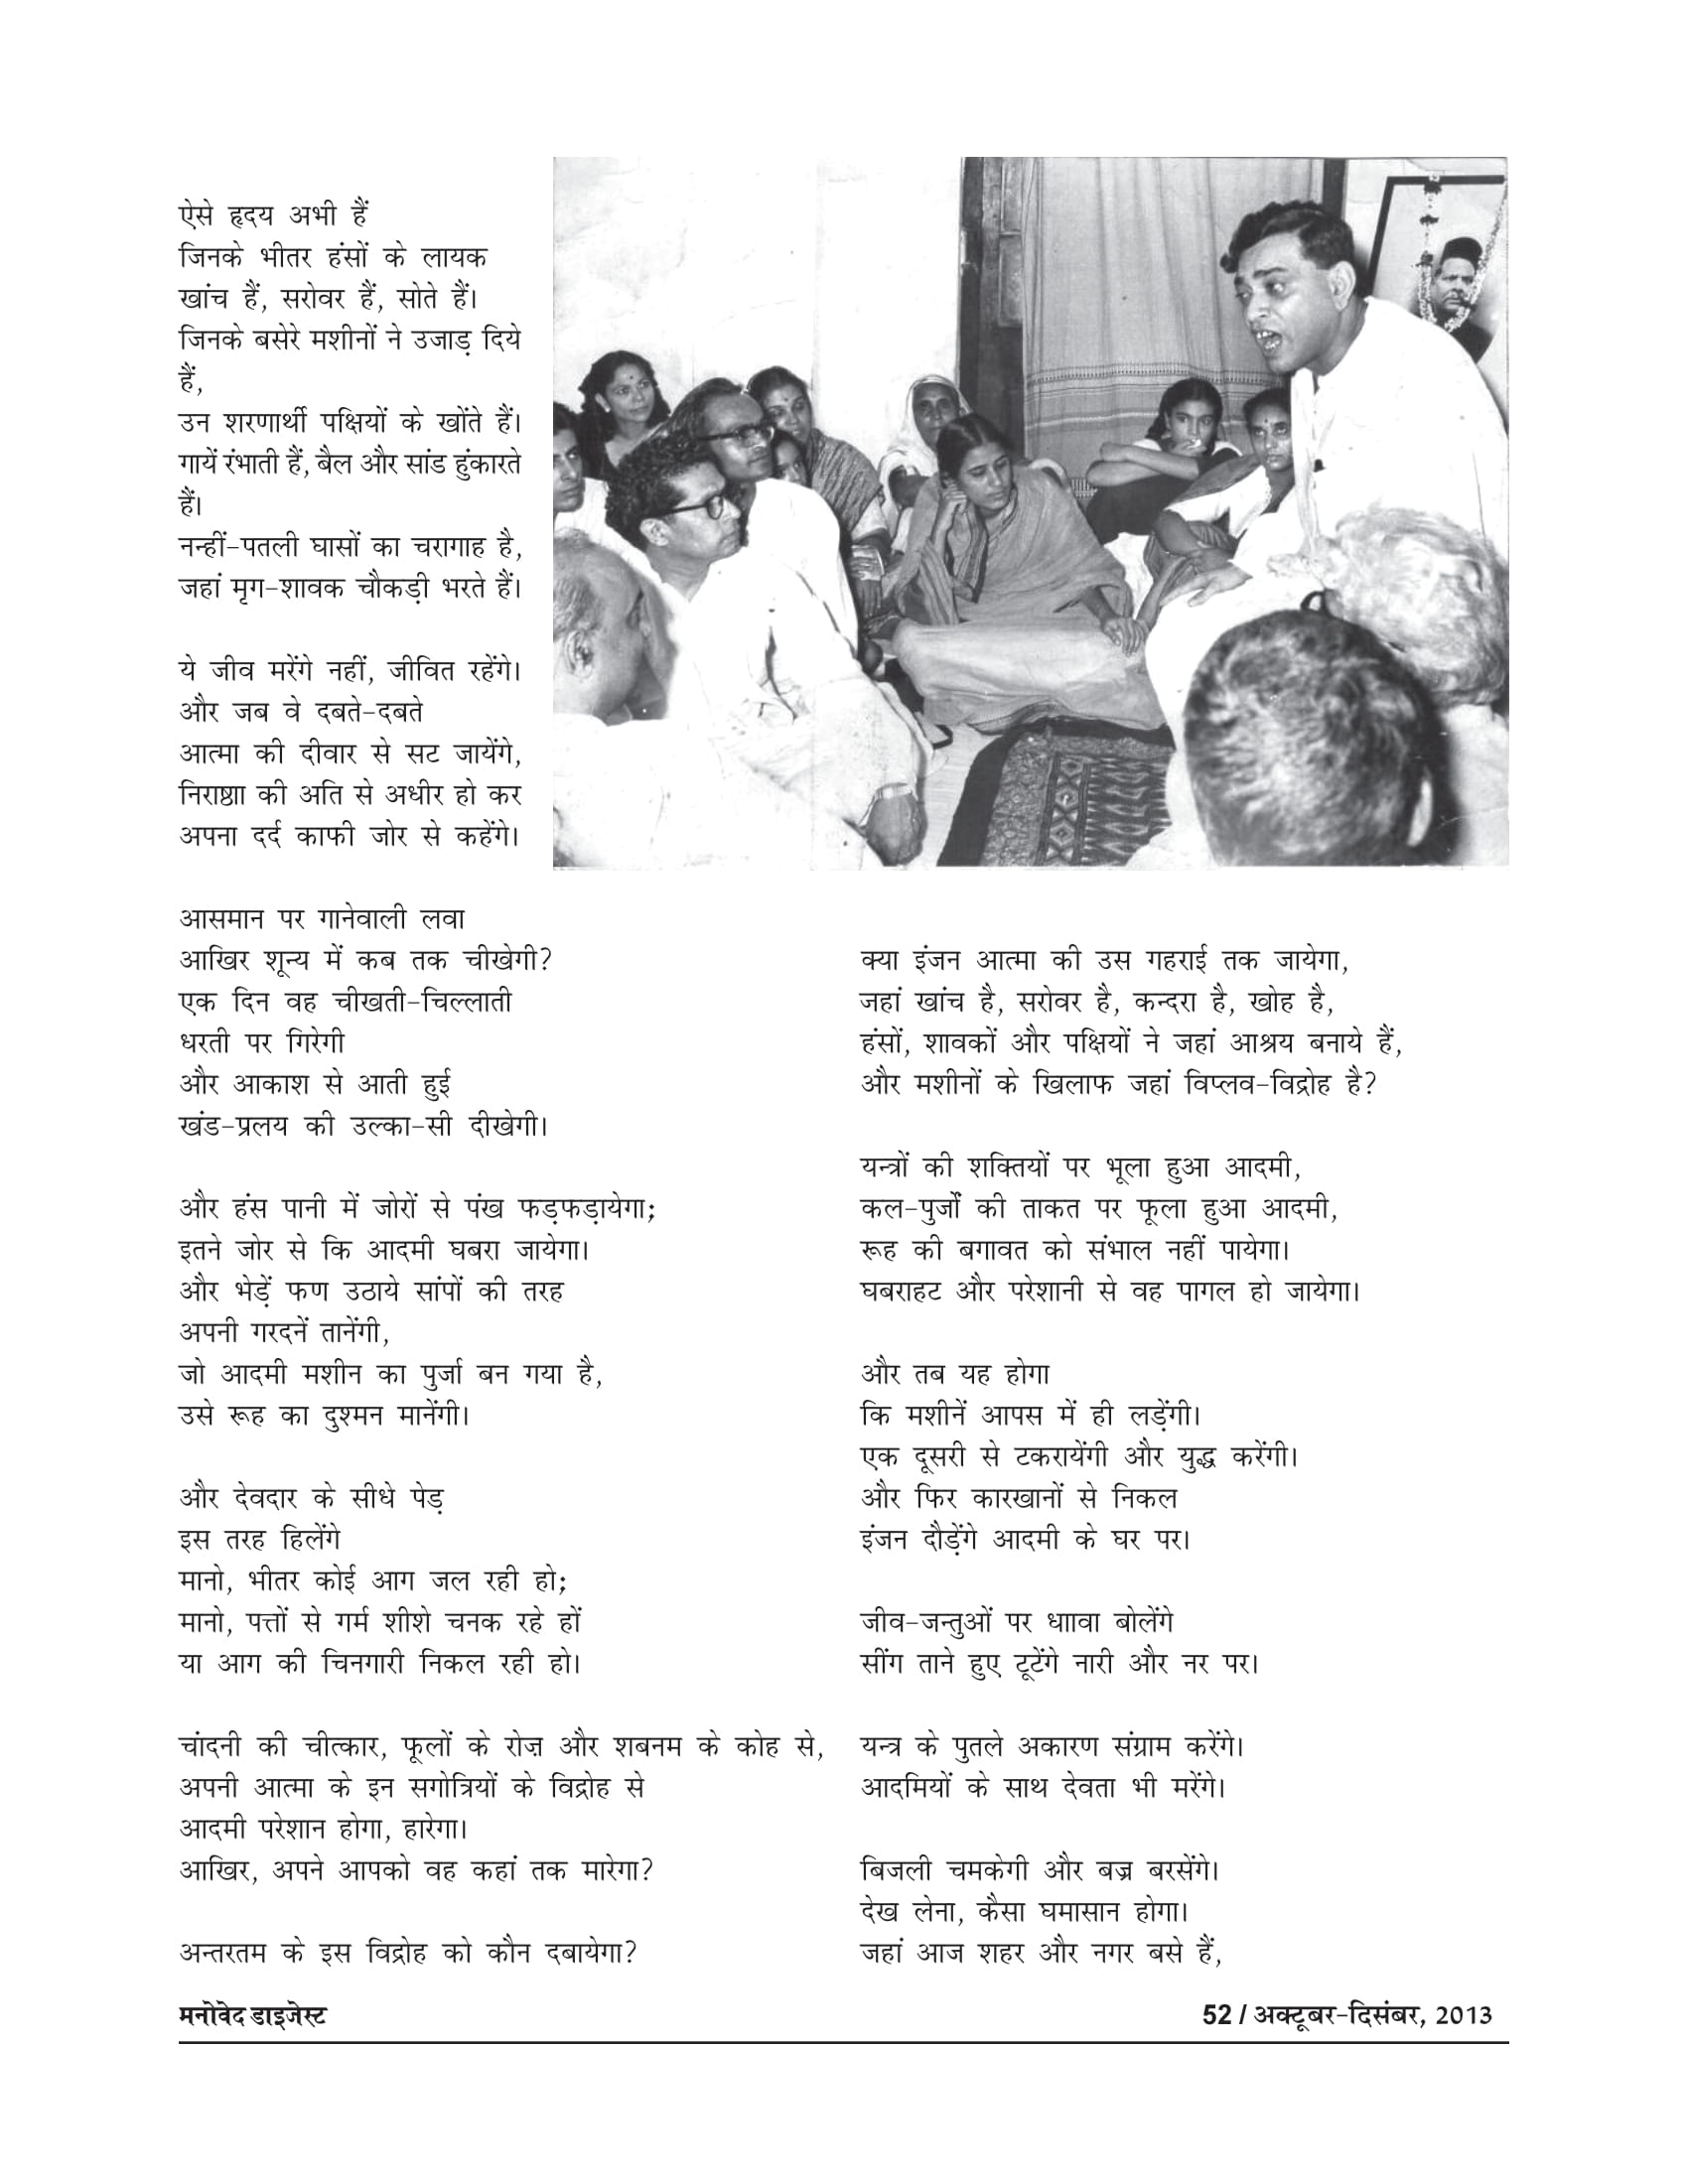 ऐसे हृदय अभी हैं
जिनके भीतर हंसों के लायक
खांच हैं, सरोवर हैं, सोते हैं।
जिनके बसेरे मशीनों ने उजाड़ दिये
हैं,
उन शरणार्थी पक्षियों के खोंते हैं।
गायें रंभाती हैं, बैल और सांड हुंकारते
हैं।
नन्हीं-पतली घासों का चरागाह है,
जहां मृग-शावक चौकड़ी भरते हैं।

ये जीव मरेंगे नहीं, जीवित रहेंगे।
और जब वे दबते-दबते
आत्मा की दीवार से सट जायेंगे,
निराष्ठाा की अति से अधीर हो कर
अपना दर्द काफी जोर से कहेंगे।

आसमान पर गानेवाली लवा
आखिर शून्य में कब तक चीखेगी?
एक दिन वह चीखती-चिल्लाती
धरती पर गिरेगी
और आकाश से आती हुई
खंड-प्रलय की उल्का-सी दीखेगी।

और हंस पानी में जोरों से पंख फड़फड़ायेगा;
इतने जोर से कि आदमी घबरा जायेगा।
और भेड़ें फण उठाये सांपों की तरह
अपनी गरदनें तानेंगी,
जो आदमी मशीन का पुर्जा बन गया है,
उसे रूह का दुश्मन मानेंगी।

और देवदार के सीधे पेड़
इस तरह हिलेंगे
मानो, भीतर कोई आग जल रही हो;
मानो, पत्तों से गर्म शीशे चनक रहे हों
या आग की चिनगारी निकल रही हो।

चांदनी की चीत्कार, फूलों के रोज़ और शबनम के कोह से,
अपनी आत्मा के इन सगोत्रियों के विद्रोह से
आदमी परेशान होगा, हारेगा।
आखिर, अपने आपको वह कहां तक मारेगा?

अन्तरतम के इस विद्रोह को कौन दबायेगा?

क्या इंजन आत्मा की उस गहराई तक जायेगा,
जहां खांच है, सरोवर है, कन्दरा है, खोह है,
हंसों, शावकों और पक्षियों ने जहां आश्रय बनाये हैं,
और मशीनों के खिलाफ जहां विप्लव-विद्रोह है?

यन्त्रों की शक्तियों पर भूला हुआ आदमी,
कल-पुर्जों की ताकत पर फूला हुआ आदमी,
रूह की बगावत को संभाल नहीं पायेगा।
घबराहट और परेशानी से वह पागल हो जायेगा।

और तब यह होगा
कि मशीनें आपस में ही लड़ेंगी।
एक दूसरी से टकरायेंगी और युद्ध करेंगी।
और फिर कारखानों से निकल
इंजन दौड़ेंगे आदमी के घर पर।

जीव-जन्तुओं पर धाावा बोलेंगे
सींग ताने हुए टूटेंगे नारी और नर पर।

यन्त्र के पुतले अकारण संग्राम करेंगे।
आदमियों के साथ देवता भी मरेंगे।

बिजली चमकेगी और बज्र बरसेंगे।
देख लेना, कैसा घमासान होगा।
जहां आज शहर और नगर बसे हैं,

मनोवेद डाइजेस्ट
52 / अक्टूबर-दिसंबर, 2013